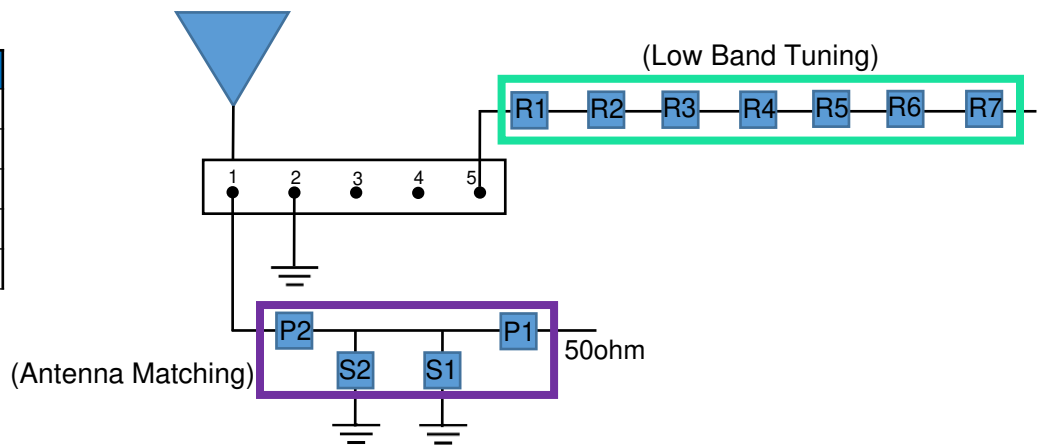 (Low Band Tuning)
R1 R2 R3 R4 R5 R6 R7
1 2 3 4 5
P2 P1
50ohm
(Antenna Matching)
S2 S1